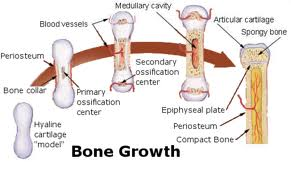 Medullary cavity
Blood vessels
Articular cartilage
Spongy bone
Periosteum
Bone collar
Primary
ossification
center
Secondary
ossification
center
Hyaline
cartilage
"model"
Epiphyseal plate
Periosteum
Compact Bone
Bone Growth